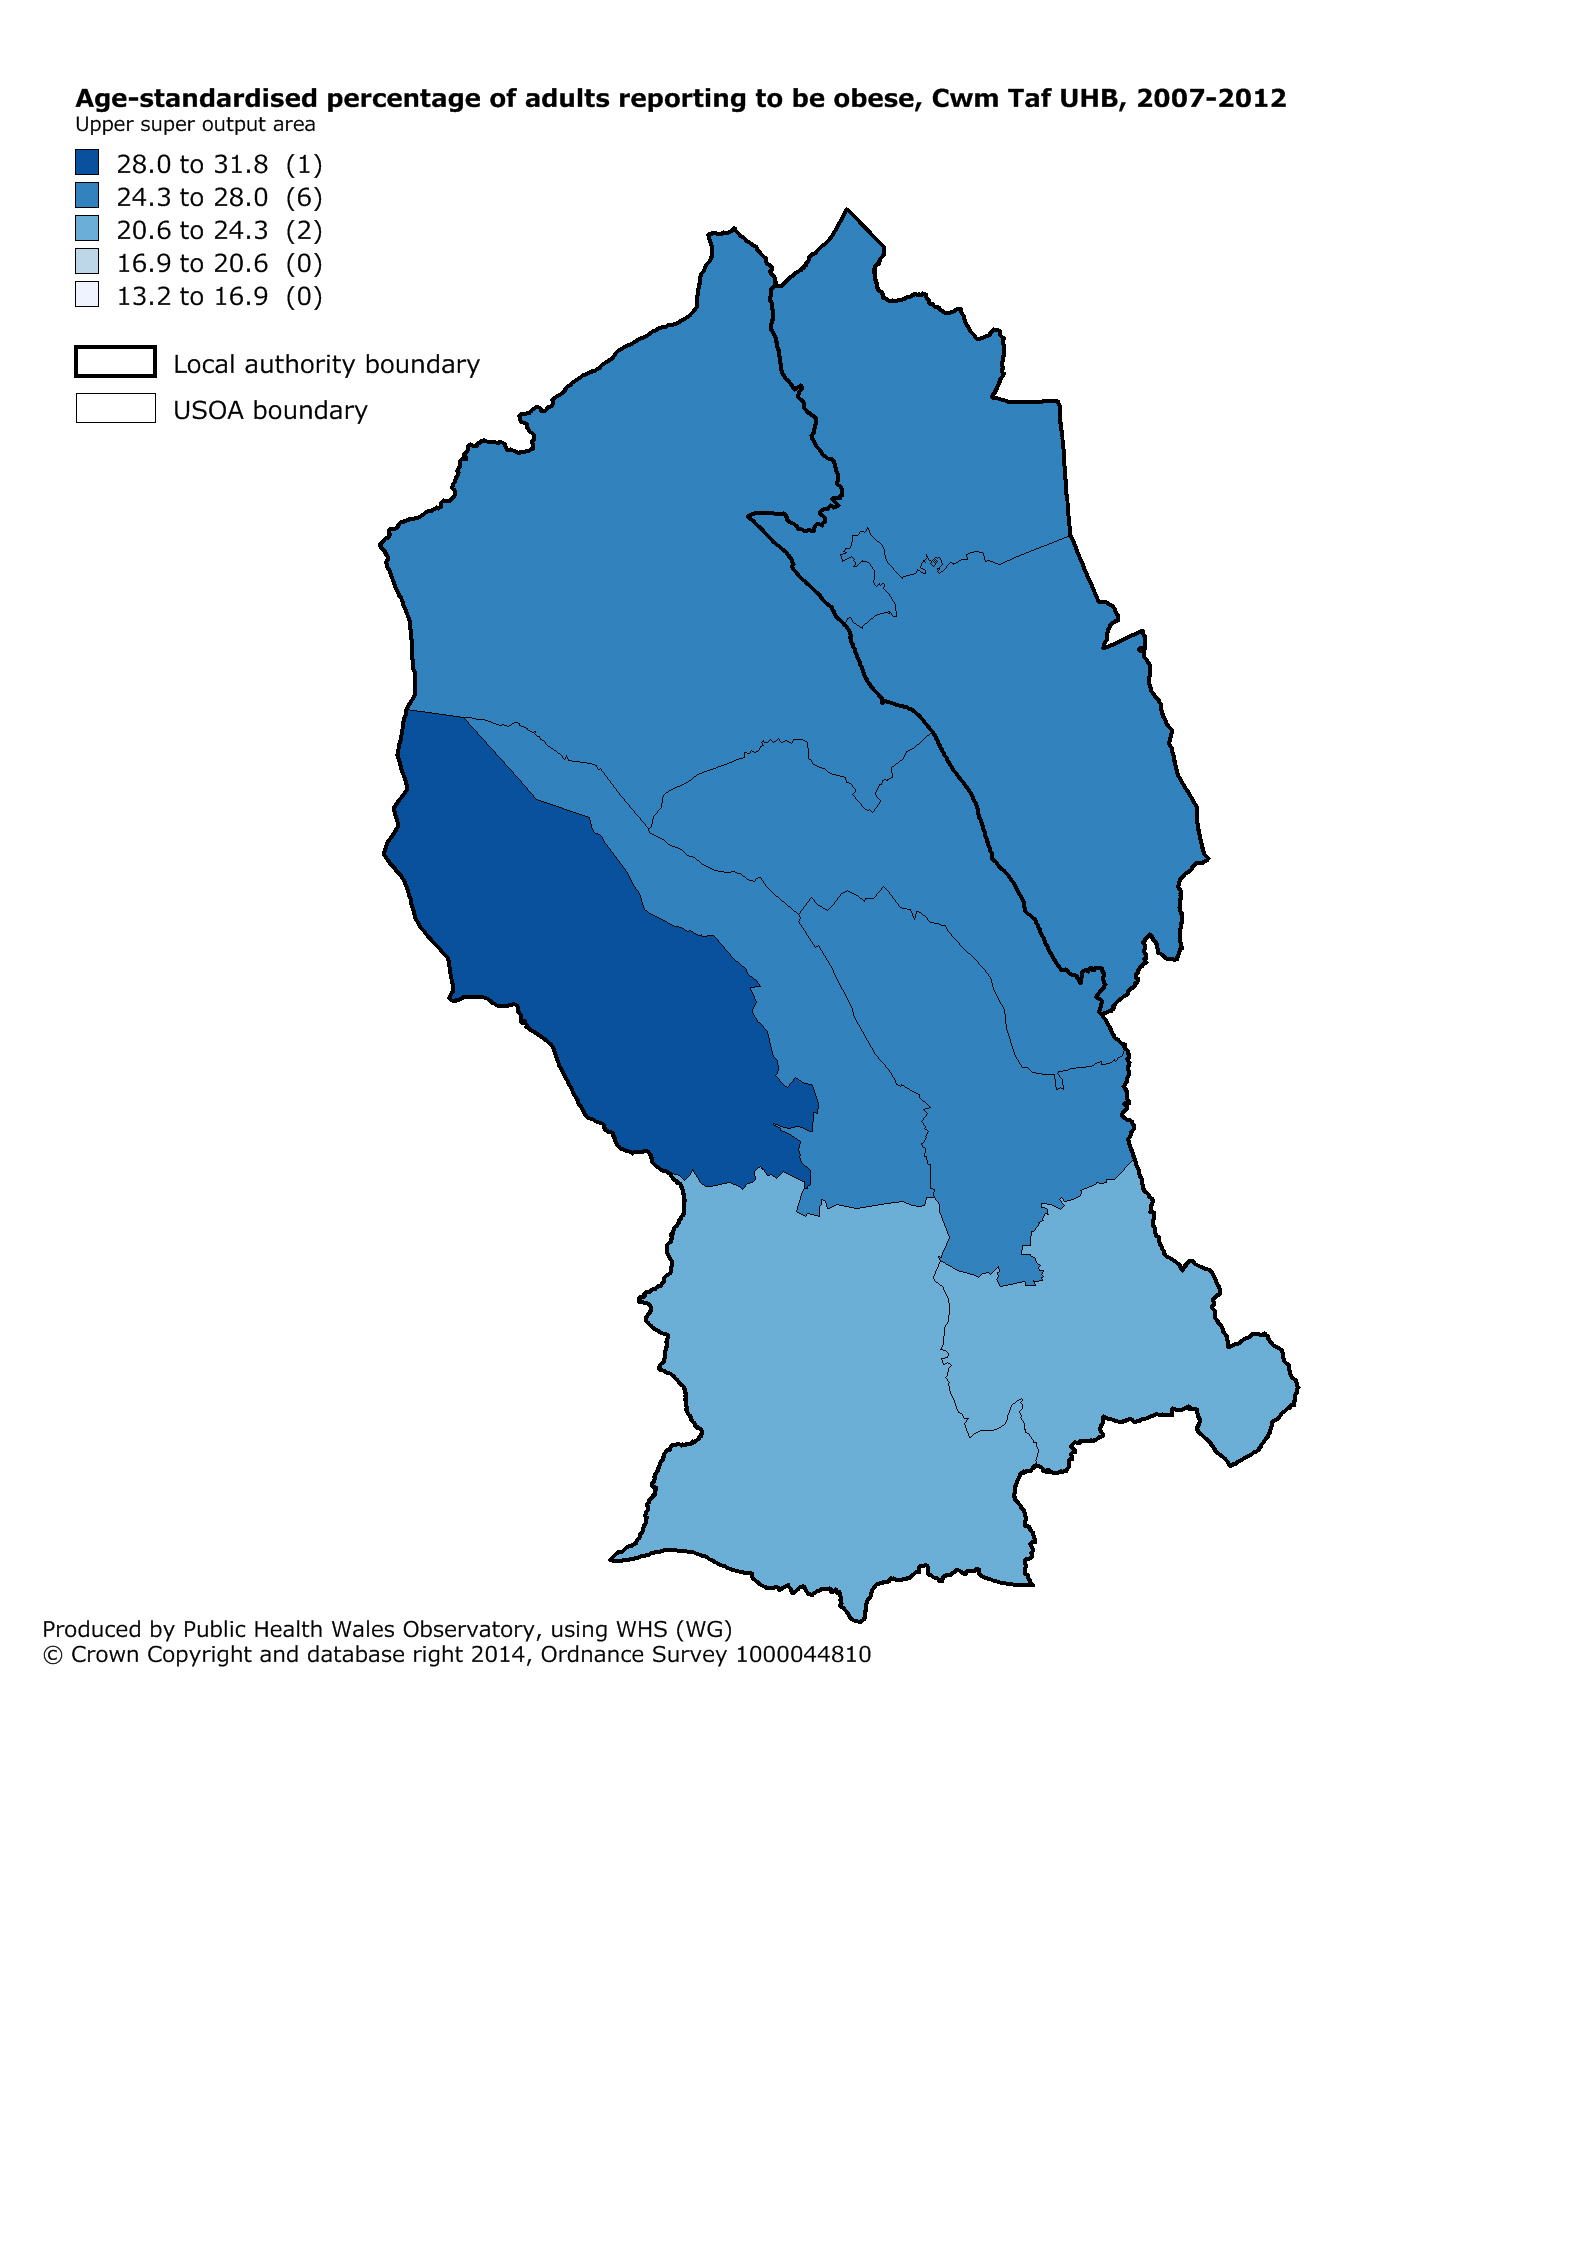 Age-standardised percentage of adults reporting to be obese, Cwm Taf UHB, 2007-2012
Upper super output area
28.0 to 31.8 (1)
24.3 to 28.0 (6)
20.6 to 24.3 (2)
16.9 to 20.6 (0)
13.2 to 16.9 (0)
Local authority boundary
USOA boundary
Produced by Public Health Wales Observatory, using WHS (WG)
© Crown Copyright and database right 2014, Ordnance Survey 1000044810